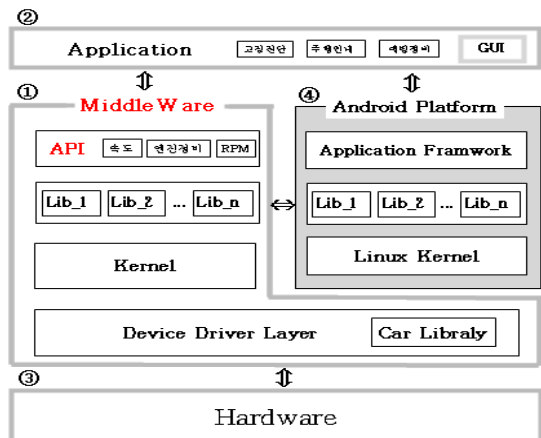 ②
Application 고장진단 주행안내 예방정비 GUI
①
MiddleWare
API 속도 엔진정비 RPM
Lib_1 Lib_2 ... Lib_n
Kernel
④
Android Platform
Application Framwork
Lib_1 Lib_2 ... Lib_n
Linux Kernel
Device Driver Layer Car Libraly
③
Hardware